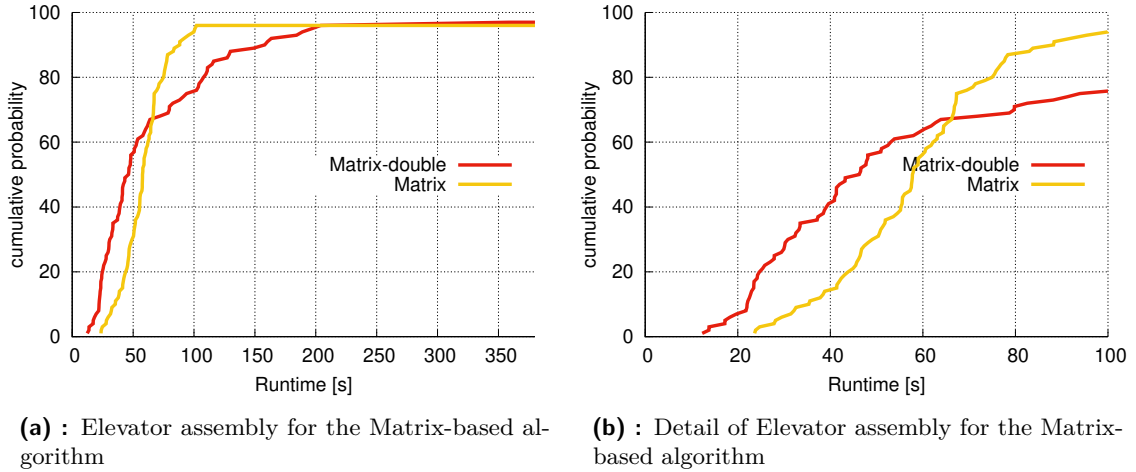 100
80
60
40
20
0
cumulative probability
0 50 100 150 200 250 300 350
Runtime [s]
Matrix-double
Matrix
(a) : Elevator assembly for the Matrix-based al-
gorithm
100
80
60
40
20
0
cumulative probability
0 20 40 60 80 100
Runtime [s]
Matrix-double
Matrix
(b) : Detail of Elevator assembly for the Matrix-
based algorithm